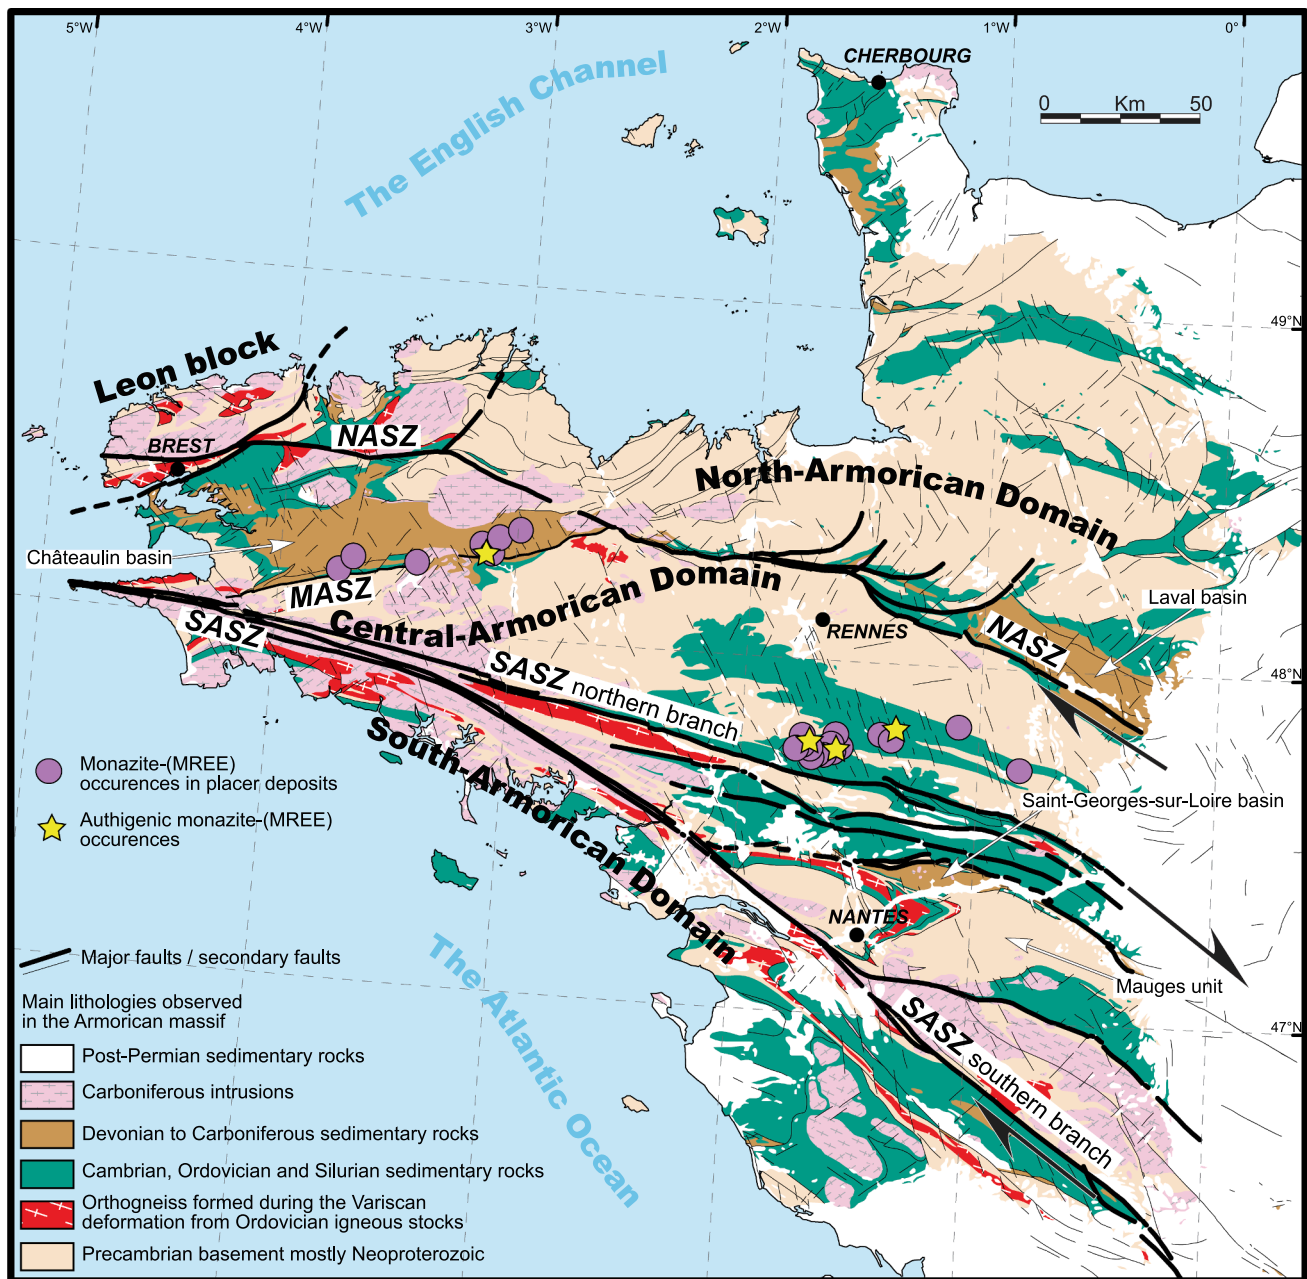 5°W
4°W
3°W
2°W
1°W
0°
CHERBOURG
The English Channel
0 Km 50
49°N
Leon block
BREST
NASZ
North-Armorican Domain
Châteaulin basin
MASZ
Central-Armorican Domain
Laval basin
SASZ
RENNES
NASZ
SASZ northern branch
48°N
South-Armorican Domain
Monazite-(MREE)
occurences in placer deposits
Saint-Georges-sur-Loire basin
Authigenic monazite-(MREE)
occurences
NANTES
The Atlantic Ocean
Major faults / secondary faults
Mauges unit
Main lithologies observed
in the Armorican massif
SASZ southern branch
47°N
Post-Permian sedimentary rocks
Carboniferous intrusions
Devonian to Carboniferous sedimentary rocks
Cambrian, Ordovician and Silurian sedimentary rocks
Orthogneiss formed during the Variscan
deformation from Ordovician igneous stocks
Precambrian basement mostly Neoproterozoic